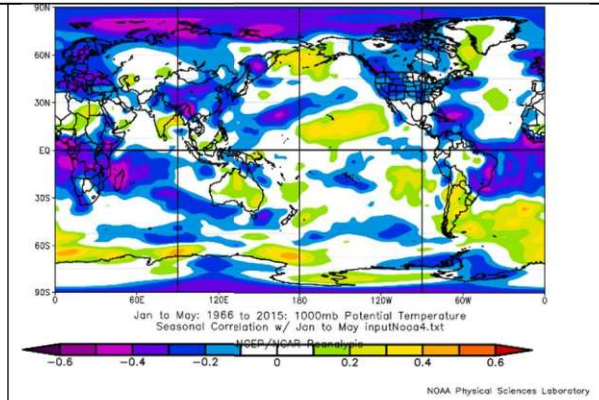 90N
60N
30N
EQ
30S
60S
90S
0 60E 120E 180 120W 60W 0
Jan to May: 1966 to 2015: 1000mb Potential Temperature
Seasonal Correlation w/ Jan to May inputNoaa4.txt
NCEP/NCAR Reanalysis
-0.6 -0.4 -0.2 0 0.2 0.4 0.6
NOAA Physical Sciences Laboratory